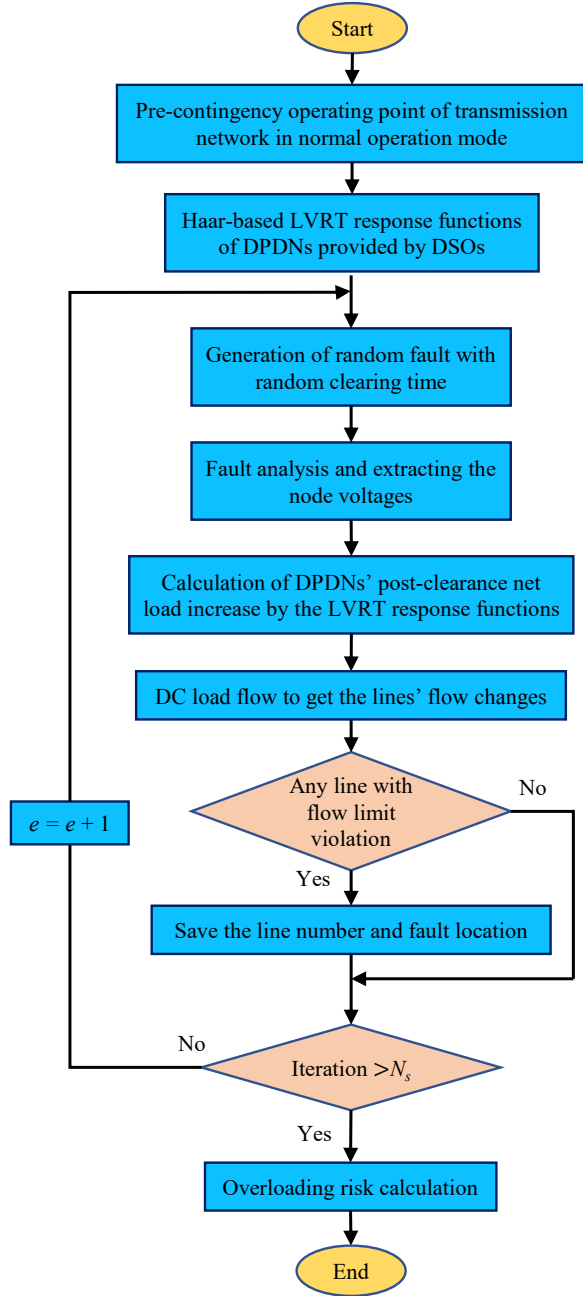 Start
Pre-contingency operating point of transmission
network in normal operation mode
Haar-based LVRT response functions
of DPDNs provided by DSOs
Generation of random fault with
random clearing time
Fault analysis and extracting the
node voltages
Calculation of DPDNs’ post-clearance net
load increase by the LVRT response functions
DC load flow to get the lines’ flow changes
Any line with
flow limit
violation
No
e = e + 1
Yes
Save the line number and fault location
No
Iteration >Nₛ
Yes
Overloading risk calculation
End